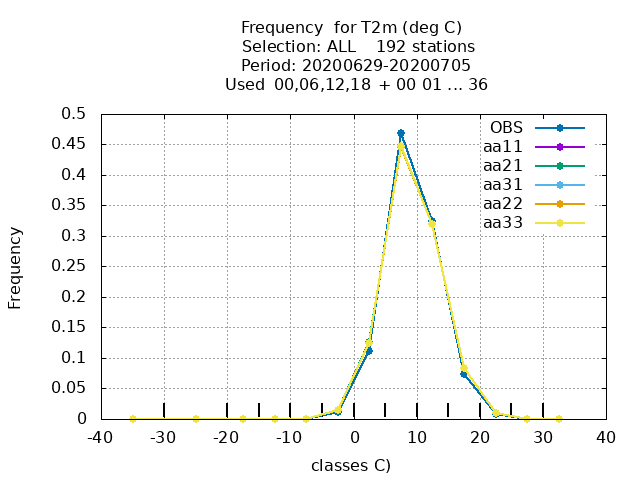 Frequency  for T2m (deg C)
Selection: ALL    192 stations
Period: 20200629-20200705
Used  00,06,12,18  + 00 01 ... 36
0.5
0.45
0.4
0.35
0.3
0.25
0.2
0.15
0.1
0.05
0
Frequency
OBS
aa11
aa21
aa31
aa22
aa33
-40 -30 -20 -10 0 10 20 30 40
classes C)